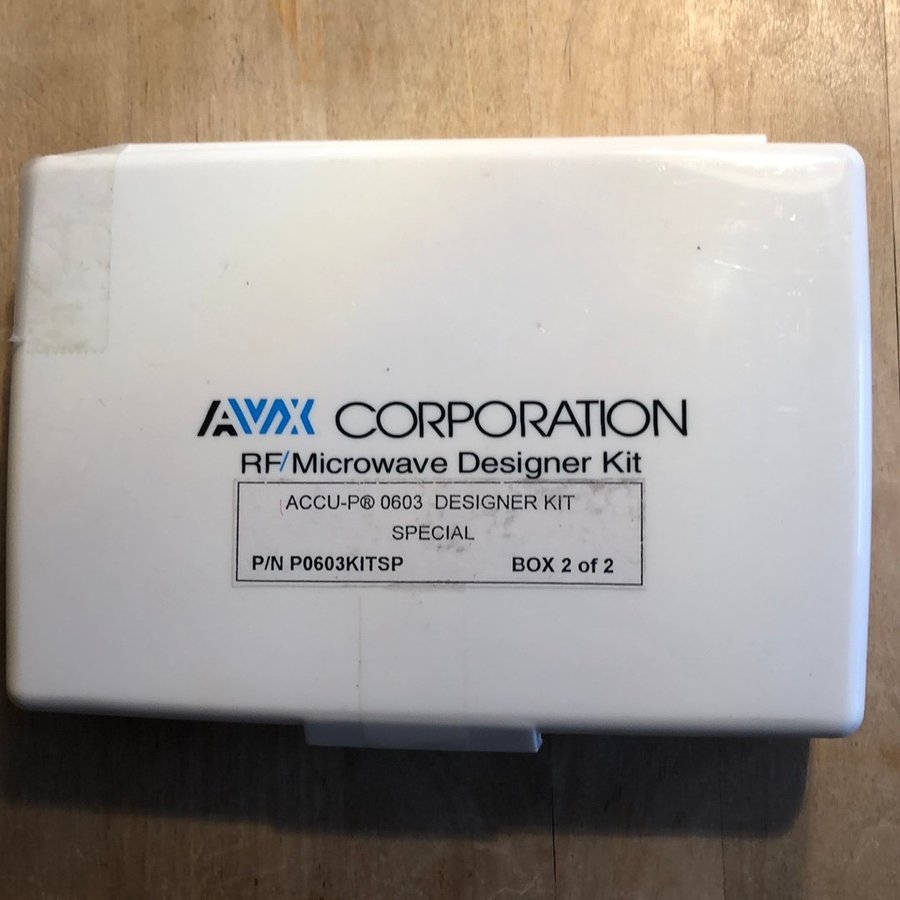 AVX CORPORATION
RF/Microwave Designer Kit
ACCU-P® 0603 DESIGNER KIT
SPECIAL
P/N P0603KITSP BOX 2 of 2